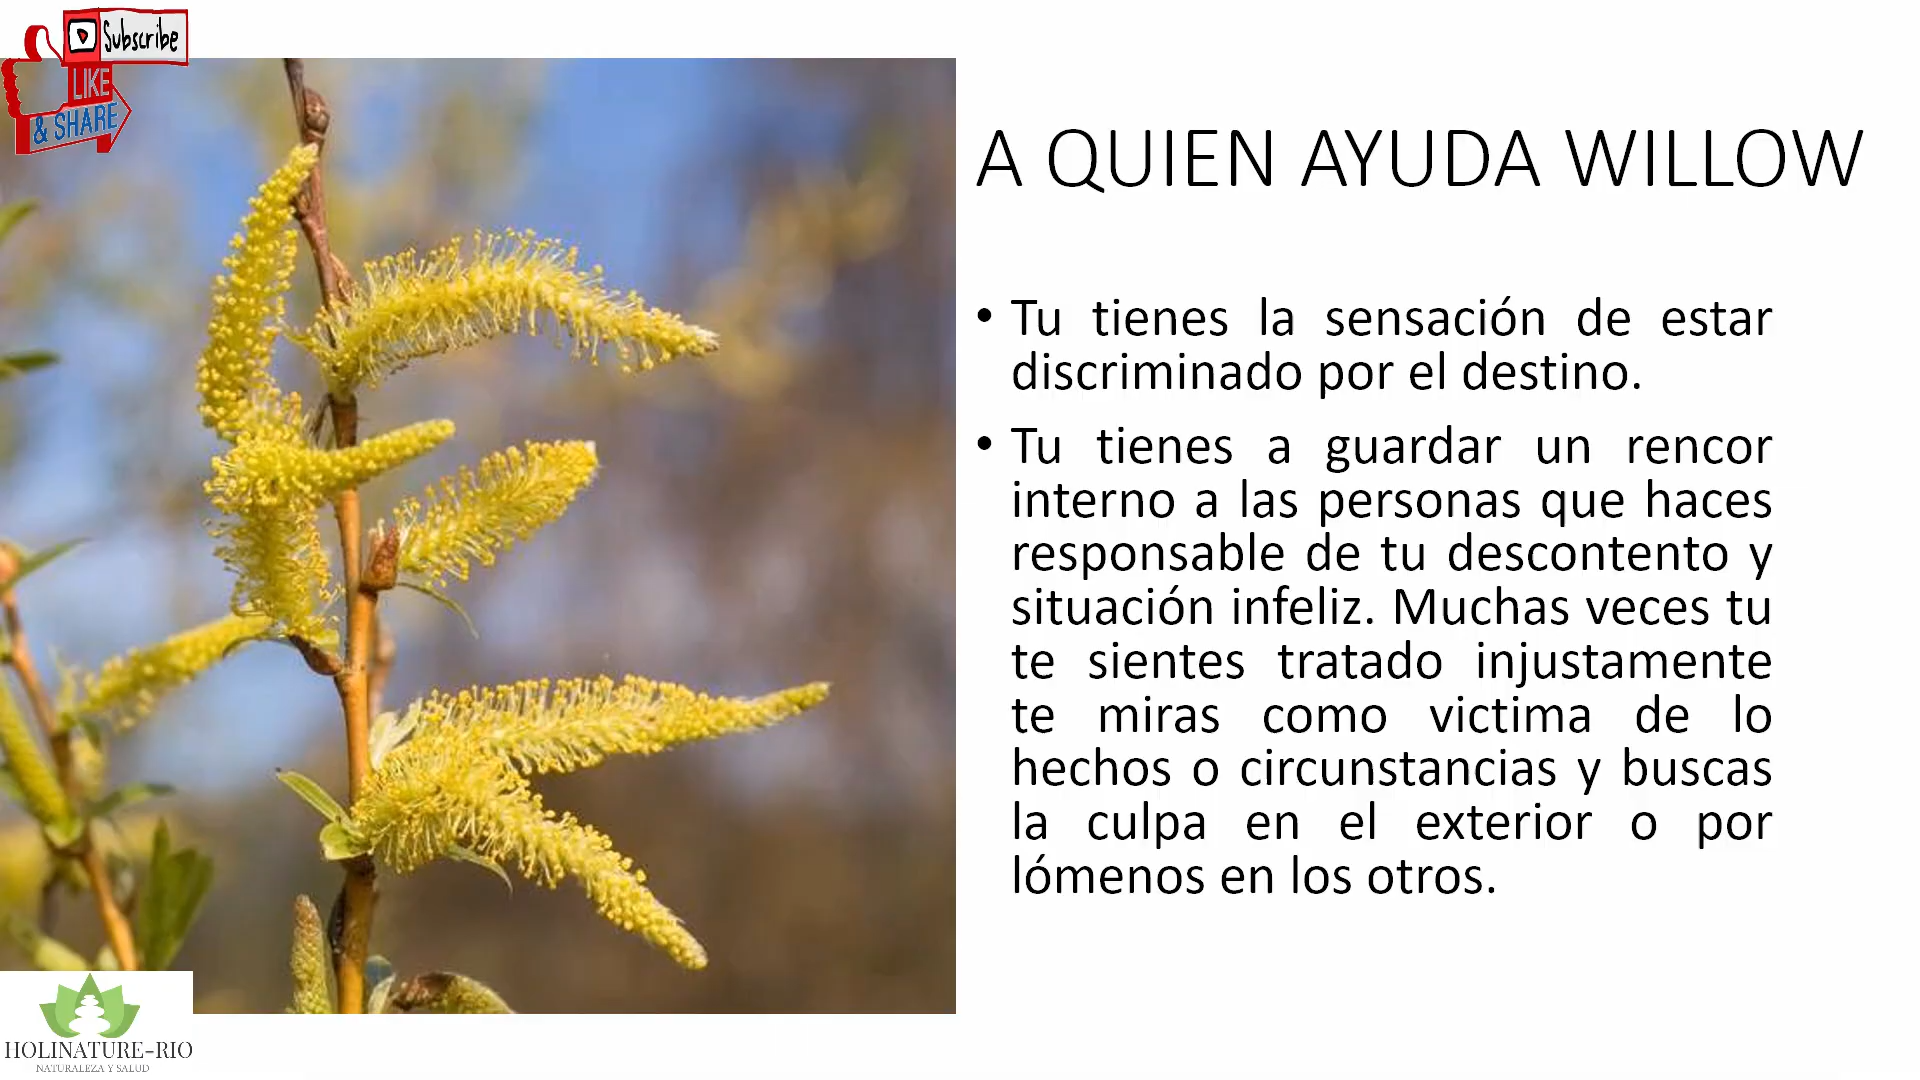 Subscribe
LIKE
& SHARE
A QUIEN AYUDA WILLOW
• Tu tienes la sensación de estar
discriminado por el destino.
• Tu tienes a guardar un rencor
interno a las personas que haces
responsable de tu descontento y
situación infeliz. Muchas veces tu
te sientes tratado injustamente
te miras como victima de lo
hechos o circunstancias y buscas
la culpa en el exterior o por
lómenos en los otros.
HOLINATURE-RIO
NATURALEZA Y SALUD